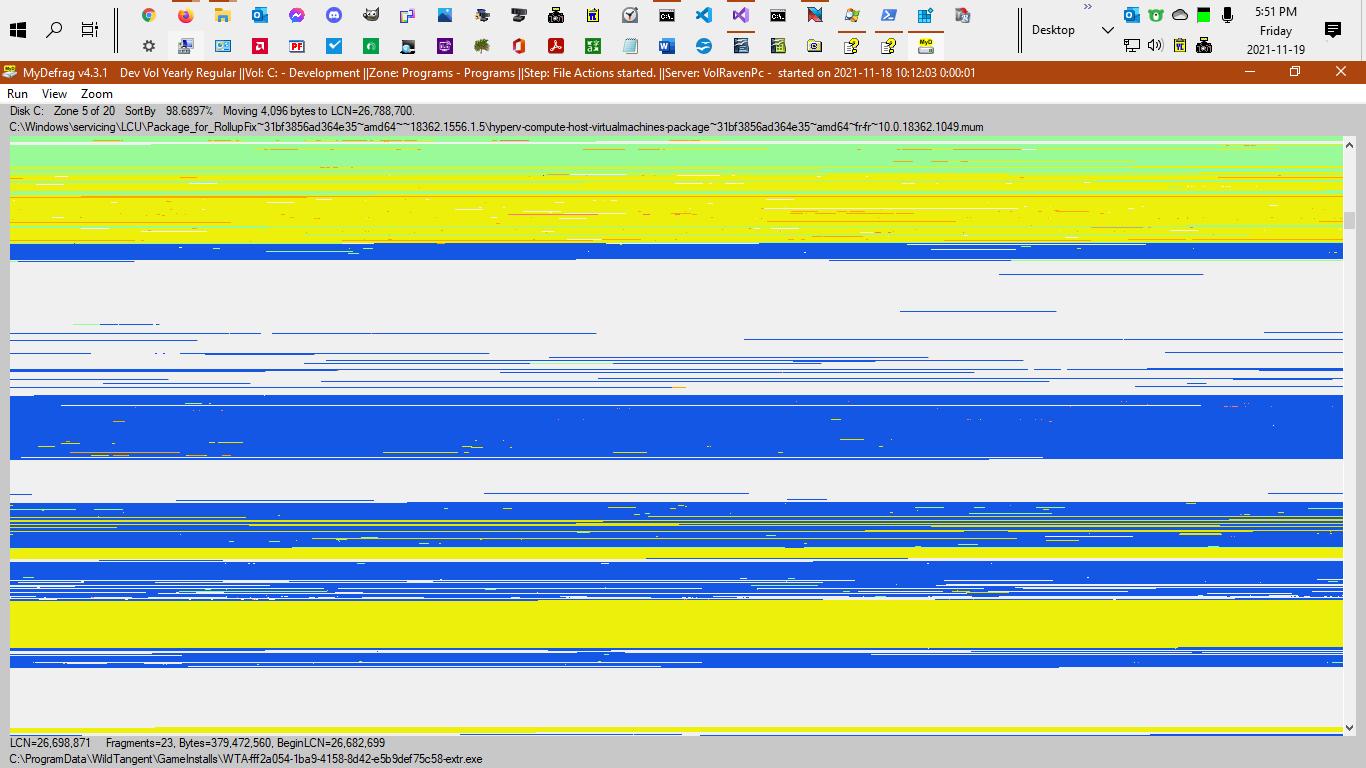 5:51 PM
Desktop
Friday
2021-11-19
MyDefrag v4.3.1 Dev Vol Yearly Regular ||Vol: C: - Development ||Zone: Programs - Programs ||Step: File Actions started. ||Server: VolRavenPc - started on 2021-11-18 10:12:03 0:00:01
Run View Zoom
Disk C: Zone 5 of 20 SortBy 98.6897% Moving 4,096 bytes to LCN=26,788,700.
C:\Windows\servicing\LCU\Package_for_RollupFix~31bf3856ad364e35~amd64~~18362.1556.1.5\hyperv-compute-host-virtualmachines-package~31bf3856ad364e35~amd64~fr-fr~10.0.18362.1049.mum
LCN=26,698,871 Fragments=23, Bytes=379,472,560, BeginLCN=26,682,699
C:\ProgramData\WildTangent\GameInstalls\WTA-fff2a054-1ba9-4158-8d42-e5b9def75c58-extr.exe